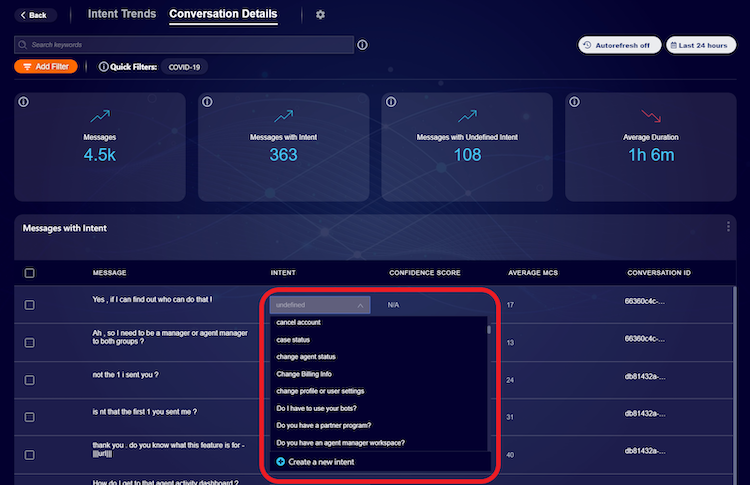 Back
Intent Trends
Conversation Details
Search keywords
Autorefresh off
Last 24 hours
Add Filter
Quick Filters:
COVID-19
Messages
4.5k
Messages with Intent
363
Messages with Undefined Intent
108
Average Duration
1h 6m
Messages with Intent
MESSAGE INTENT CONFIDENCE SCORE AVERAGE MCS CONVERSATION ID
Yes , if I can find out who can do that ! undefined N/A 17 66360c4c-...
cancel account
Ah , so I need to be a manager or agent manager
to both groups ?
case status
13 66360c4c-...
change agent status
not the 1 i sent you ? Change Billing Info 24 db81432a-...
change profile or user settings
is nt that the first 1 you sent me ? Do I have to use your bots? 31 db81432a-...
Do you have a partner program?
thank you . do you know what this feature is for -
|||url|||
Do you have an agent manager workspace?
40 db81432a-...
Create a new intent
How do I get to that agent activity dashboard ?